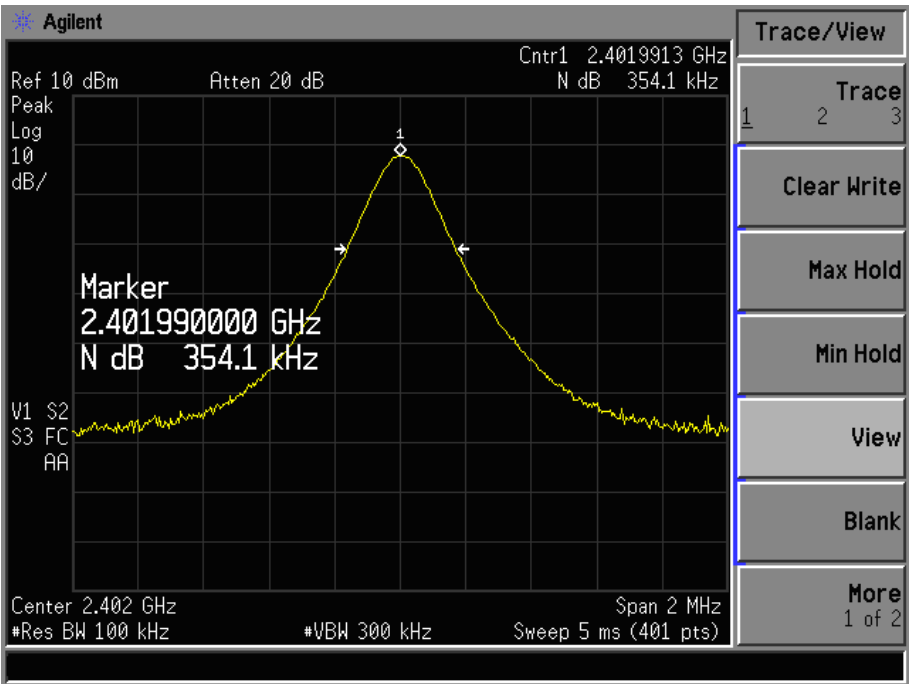 Agilent
Trace/View
Cntr1 2.4019913 GHz
Ref 10 dBm Atten 20 dB N dB 354.1 kHz
Peak
Log
10
dB/
1
Marker
2.401990000 GHz
N dB 354.1 kHz
V1 S2
S3 FC
AA
Center 2.402 GHz Span 2 MHz
#Res BW 100 kHz #VBW 300 kHz Sweep 5 ms (401 pts)
Trace
1 2 3
Clear Write
Max Hold
Min Hold
View
Blank
More
1 of 2